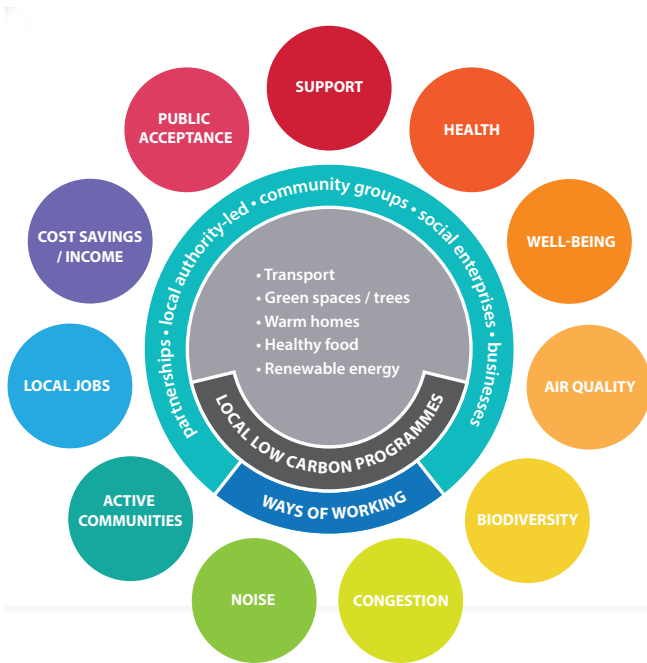 SUPPORT
HEALTH
WELL-BEING
AIR QUALITY
BIODIVERSITY
CONGESTION
NOISE
ACTIVE
COMMUNITIES
LOCAL JOBS
COST SAVINGS
/ INCOME
PUBLIC
ACCEPTANCE
partnerships • local authority-led • community groups • social enterprises • businesses
• Transport
• Green spaces / trees
• Warm homes
• Healthy food
• Renewable energy
LOCAL LOW CARBON PROGRAMMES
WAYS OF WORKING